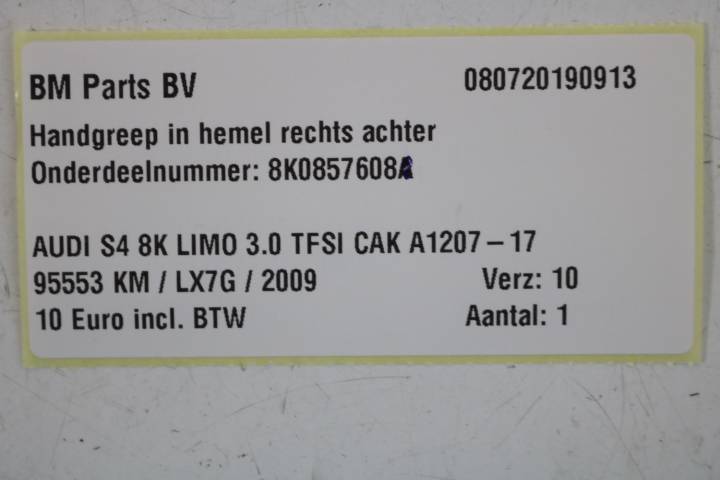 BM Parts BV 080720190913
Handgreep in hemel rechts achter
Onderdeelnummer: 8K0857608A
AUDI S4 8K LIMO 3.0 TFSI CAK A1207-17
95553 KM / LX7G / 2009 Verz: 10
10 Euro incl. BTW Aantal: 1